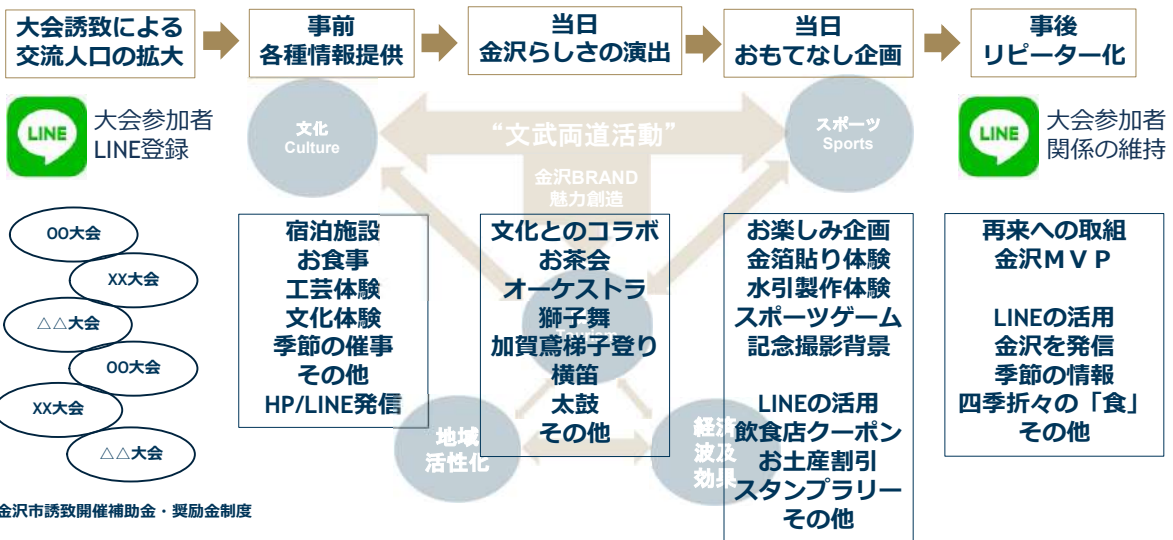 大会誘致による
交流人口の拡大
事前
各種情報提供
当日
金沢らしさの演出
当日
おもてなし企画
事後
リピーター化
LINE
大会参加者
LINE登録
文化
Culture
“文武両道活動”
スポーツ
Sports
金沢BRAND
魅力創造
LINE
大会参加者
関係の維持
OO大会
XX大会
△△大会
OO大会
XX大会
△△大会
金沢市誘致開催補助金・奨励金制度
宿泊施設
お食事
工芸体験
文化体験
季節の催事
その他
HP/LINE発信
文化とのコラボ
お茶会
オーケストラ
獅子舞
加賀鳶梯子登り
横笛
太鼓
その他
お楽しみ企画
金箔貼り体験
水引製作体験
スポーツゲーム
記念撮影背景
LINEの活用
飲食店クーポン
お土産割引
スタンプラリー
その他
再来への取組
金沢ＭＶＰ
LINEの活用
金沢を発信
季節の情報
四季折々の「食」
その他
地域
活性化
経済
波及
効果